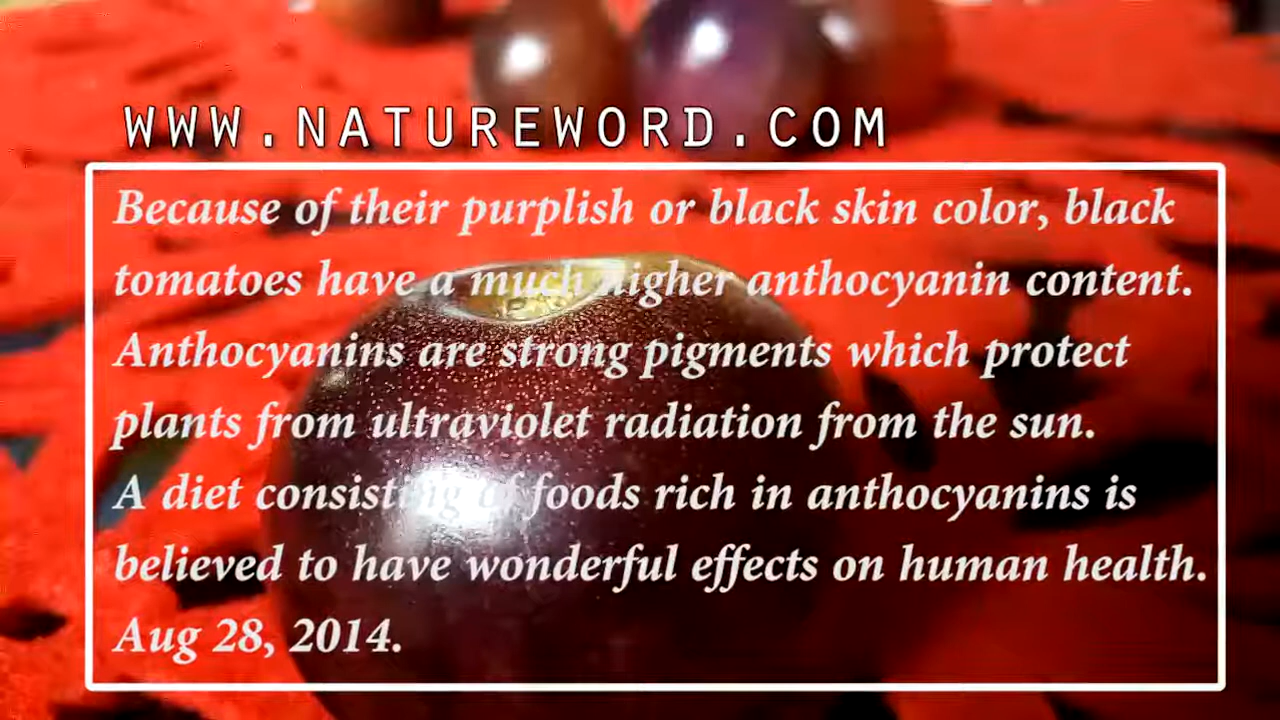 WWW.NATUREWORD.COM
Because of their purplish or black skin color, black
tomatoes have a much higher anthocyanin content.
Anthocyanins are strong pigments which protect
plants from ultraviolet radiation from the sun.
A diet consisting of foods rich in anthocyanins is
believed to have wonderful effects on human health.
Aug 28, 2014.